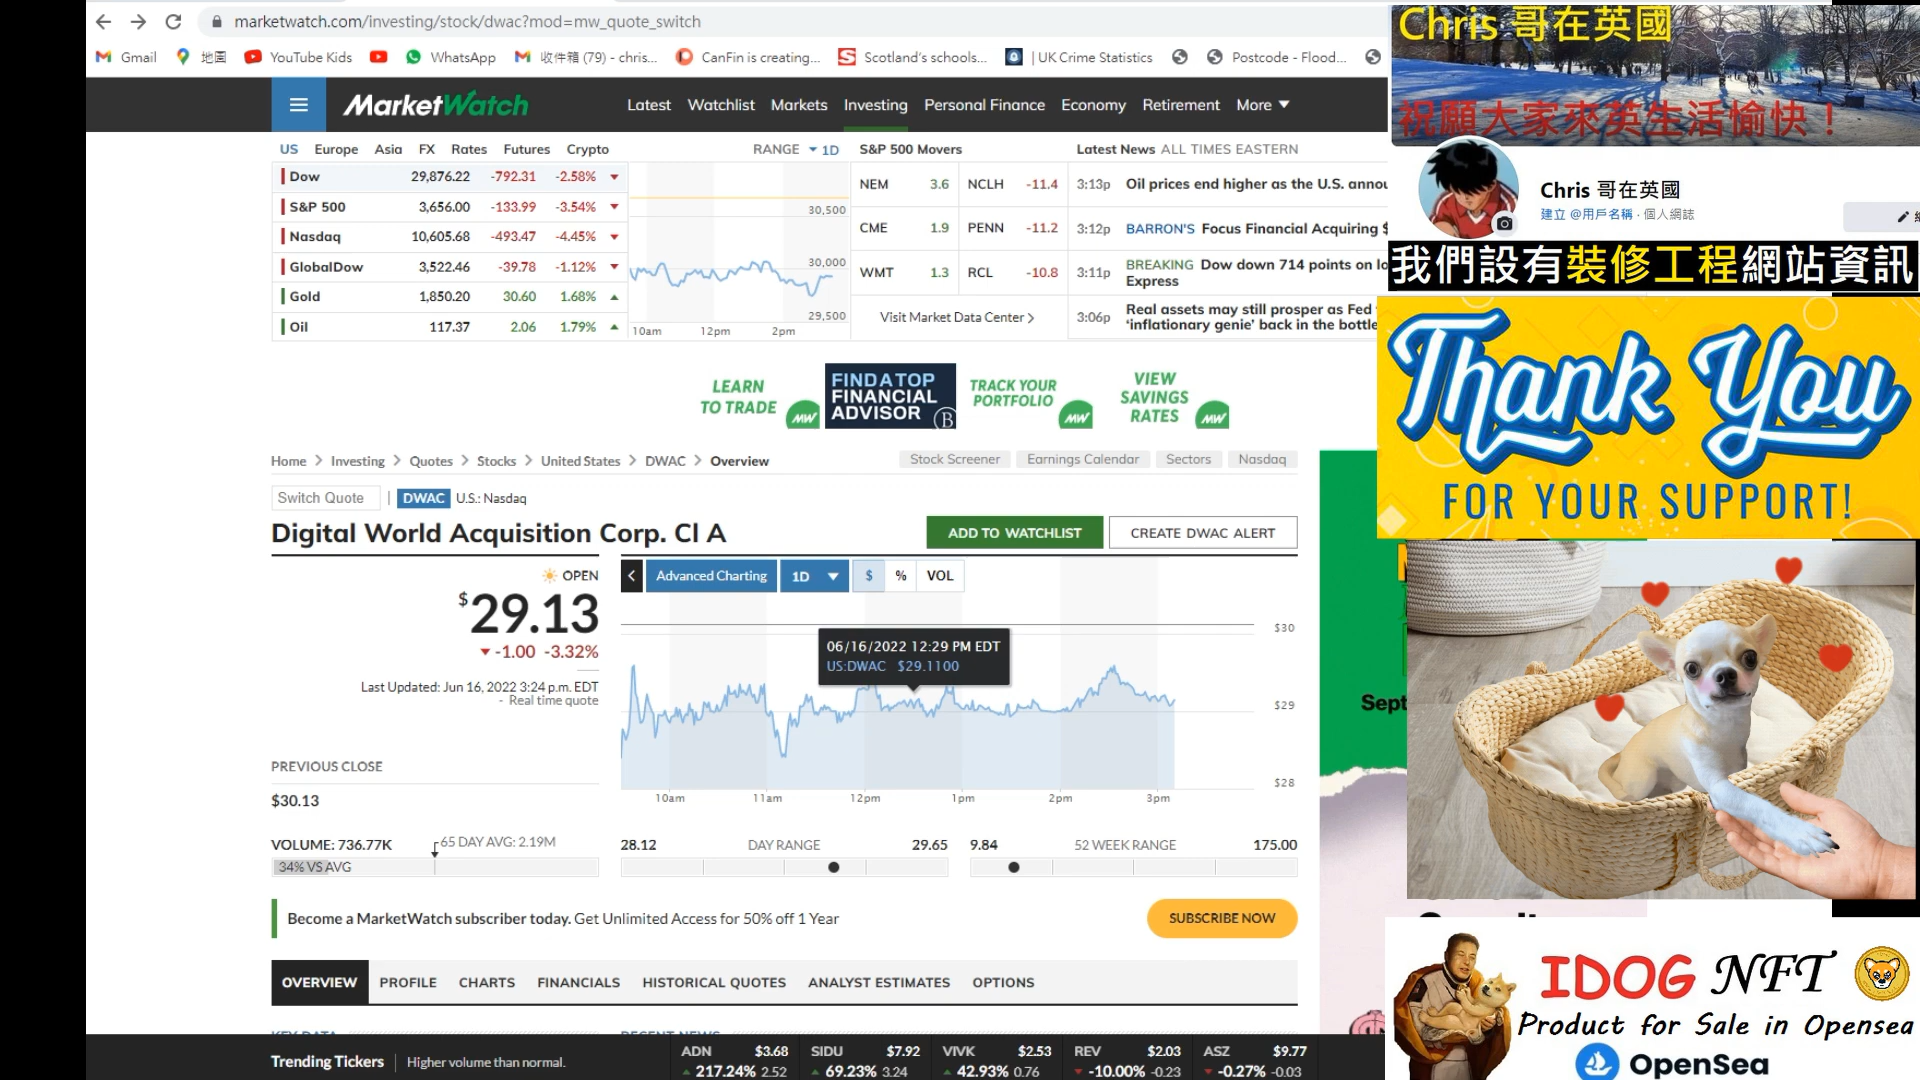 marketwatch.com/investing/stock/dwac?mod=mw_quote_switch
Gmail 地圖 YouTube Kids WhatsApp 收件箱 (79) - chris... CanFin is creating... Scotland's schools... | UK Crime Statistics Postcode - Flood...
MarketWatch Latest Watchlist Markets Investing Personal Finance Economy Retirement More
US Europe Asia FX Rates Futures Crypto RANGE 1D
Dow 29,876.22 -792.31 -2.58%
S&P 500 3,656.00 -133.99 -3.54%
Nasdaq 10,605.68 -493.47 -4.45%
GlobalDow 3,522.46 -39.78 -1.12%
Gold 1,850.20 30.60 1.68%
Oil 117.37 2.06 1.79%
30,500
30,000
29,500
10am 12pm 2pm
S&P 500 Movers
NEM 3.6 NCLH -11.4
CME 1.9 PENN -11.2
WMT 1.3 RCL -10.8
Visit Market Data Center >
Latest News ALL TIMES EASTERN
3:13p Oil prices end higher as the U.S. annou
3:12p BARRON'S Focus Financial Acquiring $
3:11p BREAKING Dow down 714 points on lo
Express
3:06p Real assets may still prosper as Fed
'inflationary genie' back in the bottle
LEARN
TO TRADE
MW
FIND A TOP
FINANCIAL
ADVISOR
B
TRACK YOUR
PORTFOLIO
MW
VIEW
SAVINGS
RATES
MW
Home > Investing > Quotes > Stocks > United States > DWAC > Overview
Stock Screener Earnings Calendar Sectors Nasdaq
Switch Quote | DWAC U.S.: Nasdaq
Digital World Acquisition Corp. Cl A
ADD TO WATCHLIST CREATE DWAC ALERT
OPEN
$29.13
-1.00 -3.32%
Last Updated: Jun 16, 2022 3:24 p.m. EDT
- Real time quote
PREVIOUS CLOSE
$30.13
Advanced Charting 1D $ % VOL
06/16/2022 12:29 PM EDT
US:DWAC $29.1100
$30
$29
$28
10am 11am 12pm 1pm 2pm 3pm
VOLUME: 736.77K 65 DAY AVG: 2.19M
34% VS AVG
28.12 DAY RANGE 29.65
9.84 52 WEEK RANGE 175.00
Become a MarketWatch subscriber today. Get Unlimited Access for 50% off 1 Year
SUBSCRIBE NOW
OVERVIEW PROFILE CHARTS FINANCIALS HISTORICAL QUOTES ANALYST ESTIMATES OPTIONS
KEY DATA RECENT NEWS
Trending Tickers | Higher volume than normal.
ADN $3.68
217.24% 2.52
SIDU $7.92
69.23% 3.24
VIVK $2.53
42.93% 0.76
REV $2.03
-10.00% -0.23
ASZ $9.77
-0.27% -0.03
Chris 哥在英國
祝願大家來英生活愉快！
Chris 哥在英國
建立 @用戶名稱 · 個人網誌
我們設有裝修工程網站資訊
Thank You
FOR YOUR SUPPORT!
Sept
IDOG NFT
Product for Sale in Opensea
OpenSea